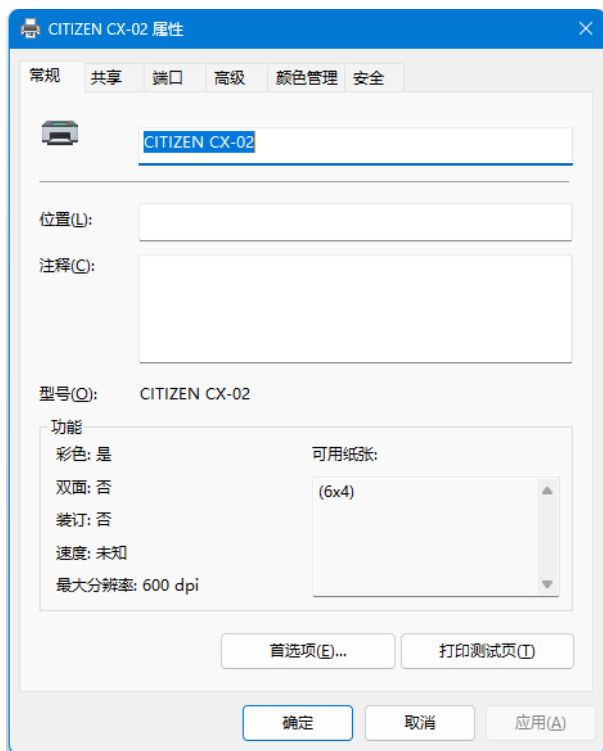 CITIZEN CX-02 属性
常规 共享 端口 高级 颜色管理 安全
CITIZEN CX-02
位置(L):
注释(C):
型号(O): CITIZEN CX-02
功能
彩色: 是 可用纸张:
双面: 否 (6x4)
装订: 否
速度: 未知
最大分辨率: 600 dpi
首选项(E)... 打印测试页(T)
确定 取消 应用(A)